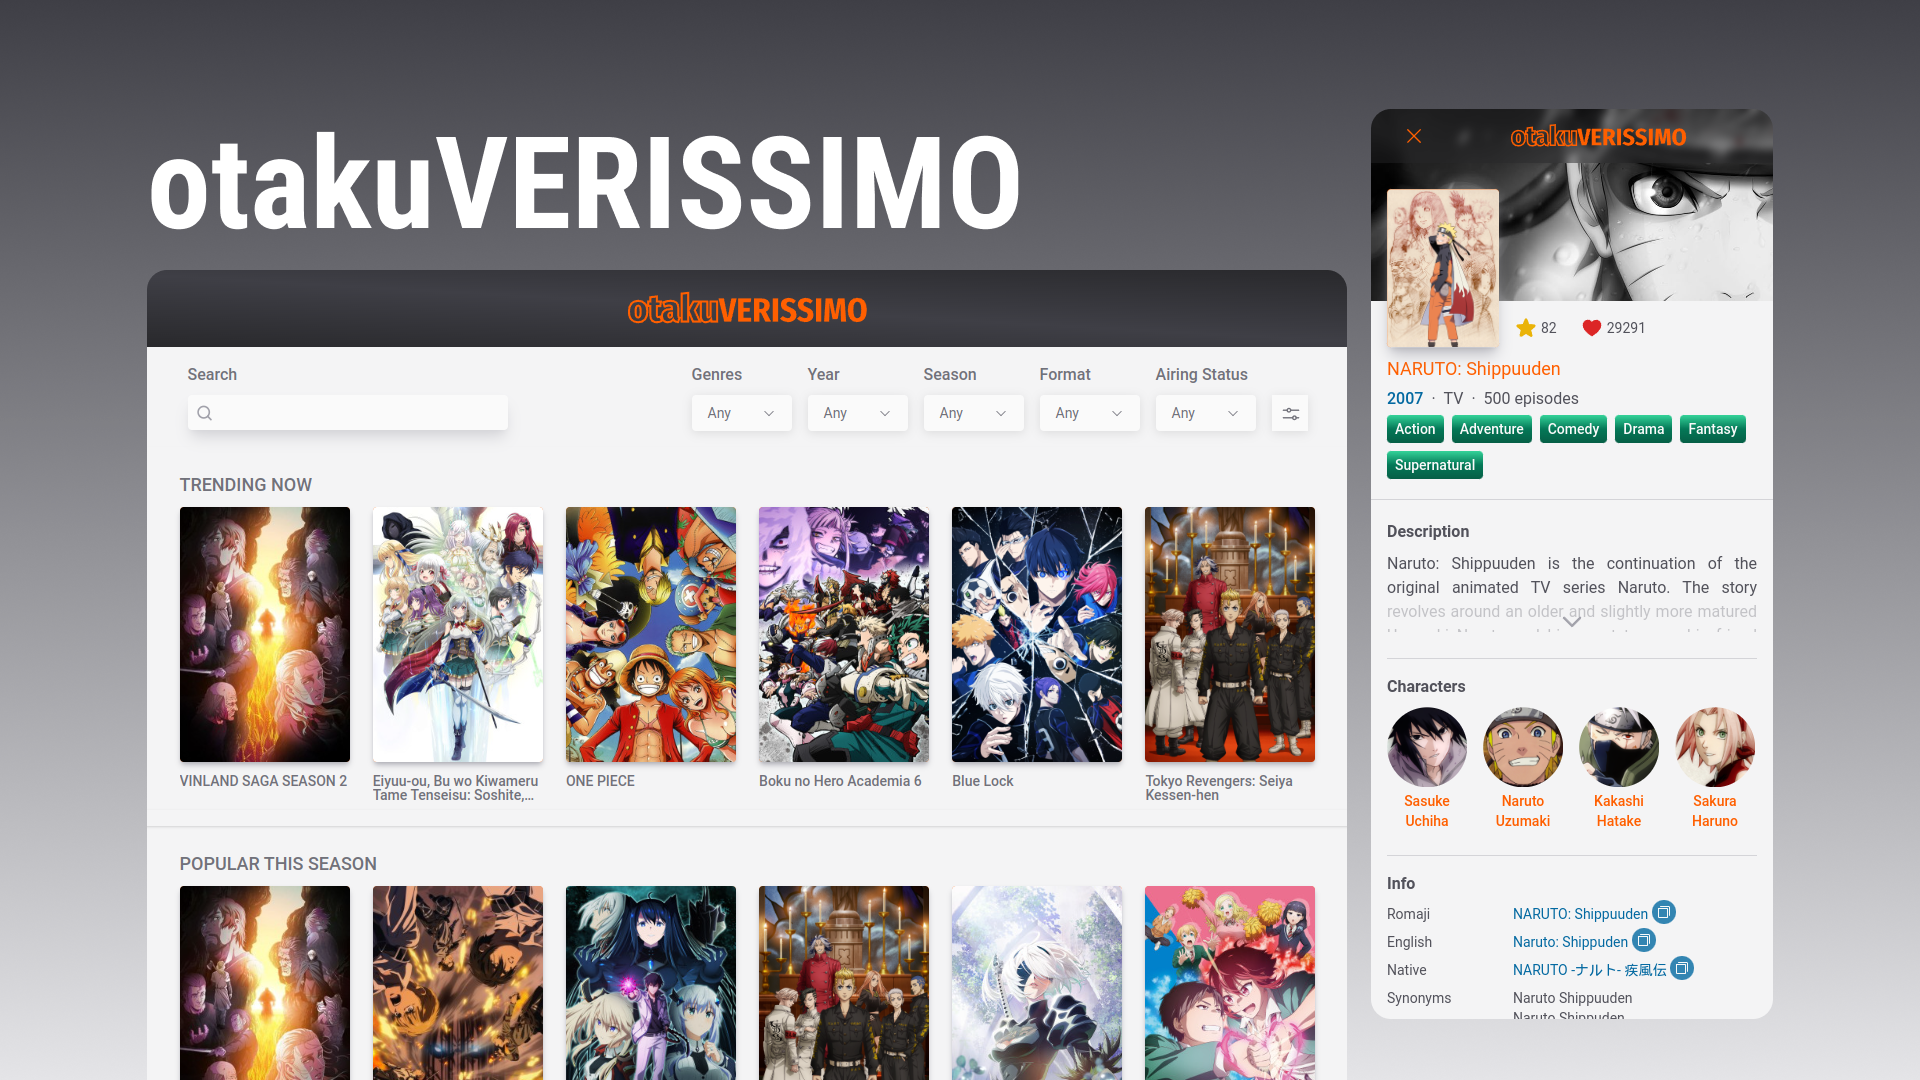 otakuVERISSIMO
otakuVERISSIMO
Search
Genres
Year
Season
Format
Airing Status
Any
Any
Any
Any
Any
TRENDING NOW
VINLAND SAGA SEASON 2
Eiyuu-ou, Bu wo Kiwameru
Tame Tenseisu: Soshite,...
ONE PIECE
Boku no Hero Academia 6
Blue Lock
Tokyo Revengers: Seiya
Kessen-hen
POPULAR THIS SEASON
otakuVERISSIMO
82
29291
NARUTO: Shippuuden
2007 · TV · 500 episodes
Action
Adventure
Comedy
Drama
Fantasy
Supernatural
Description
Naruto: Shippuuden is the continuation of the
original animated TV series Naruto. The story
revolves around an older and slightly more matured
Characters
Sasuke
Uchiha
Naruto
Uzumaki
Kakashi
Hatake
Sakura
Haruno
Info
Romaji
NARUTO: Shippuuden
English
Naruto: Shippuden
Native
NARUTO -ナルト- 疾風伝
Synonyms
Naruto Shippuuden
Naruto Shippuden